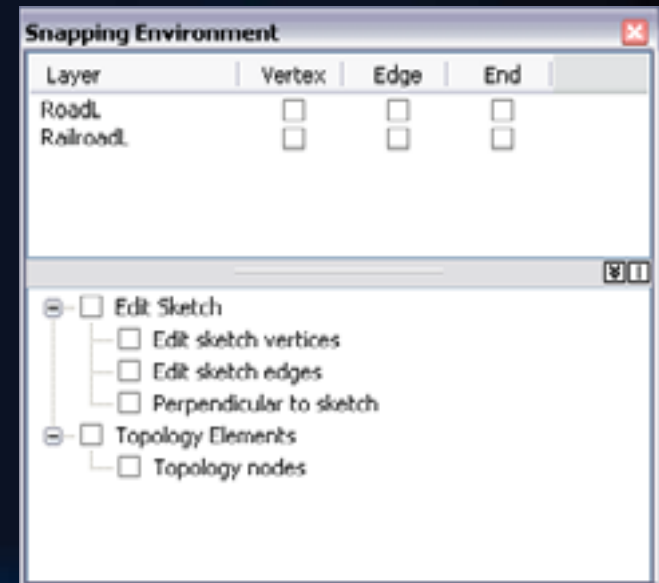 Snapping Environment
Layer Vertex Edge End
RoadL
RailroadL
Edit Sketch
Edit sketch vertices
Edit sketch edges
Perpendicular to sketch
Topology Elements
Topology nodes